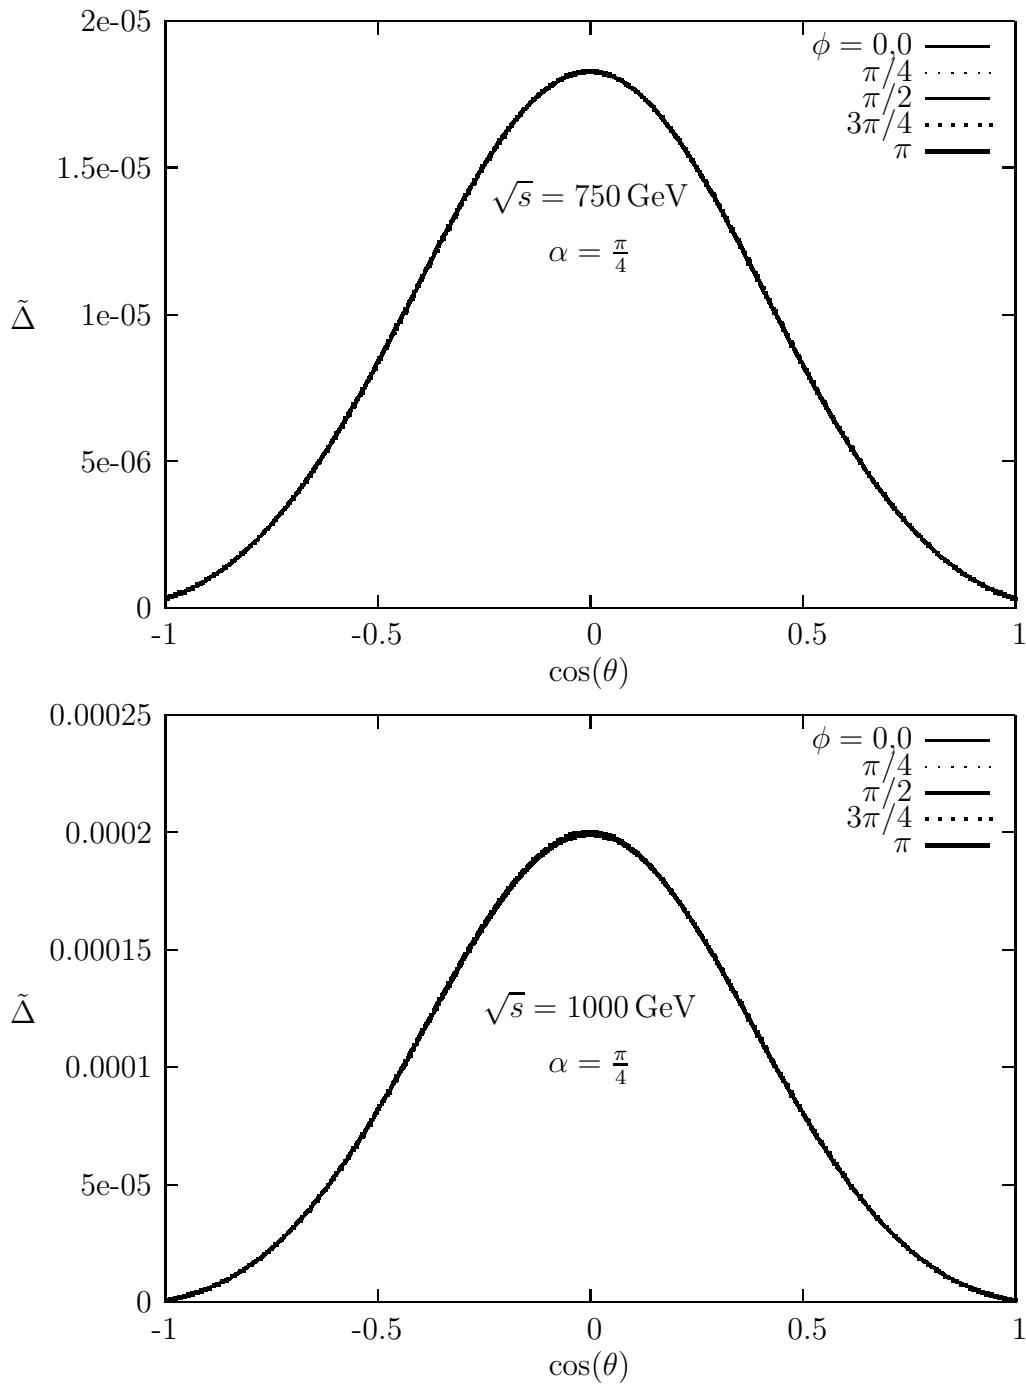 2e-05
1.5e-05
1e-05
5e-06
0
Δ̃
ϕ = 0,0
π/4
π/2
3π/4
π
√s = 750 GeV
α = π/4
-1 -0.5 0 0.5 1
cos(θ)
0.00025
0.0002
0.00015
0.0001
5e-05
0
Δ̃
ϕ = 0,0
π/4
π/2
3π/4
π
√s = 1000 GeV
α = π/4
-1 -0.5 0 0.5 1
cos(θ)